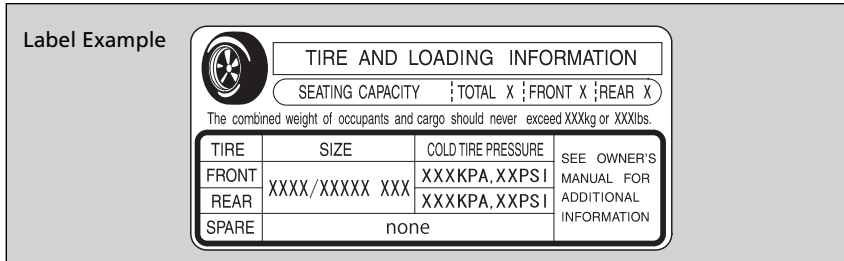 Label Example
TIRE AND LOADING INFORMATION
SEATING CAPACITY TOTAL X FRONT X REAR X
The combined weight of occupants and cargo should never exceed XXXkg or XXXlbs.
TIRE SIZE COLD TIRE PRESSURE
FRONT XXXX/XXXXX XXX XXXKPA,XXPSI
REAR XXXKPA,XXPSI
SPARE none
SEE OWNER'S
MANUAL FOR
ADDITIONAL
INFORMATION